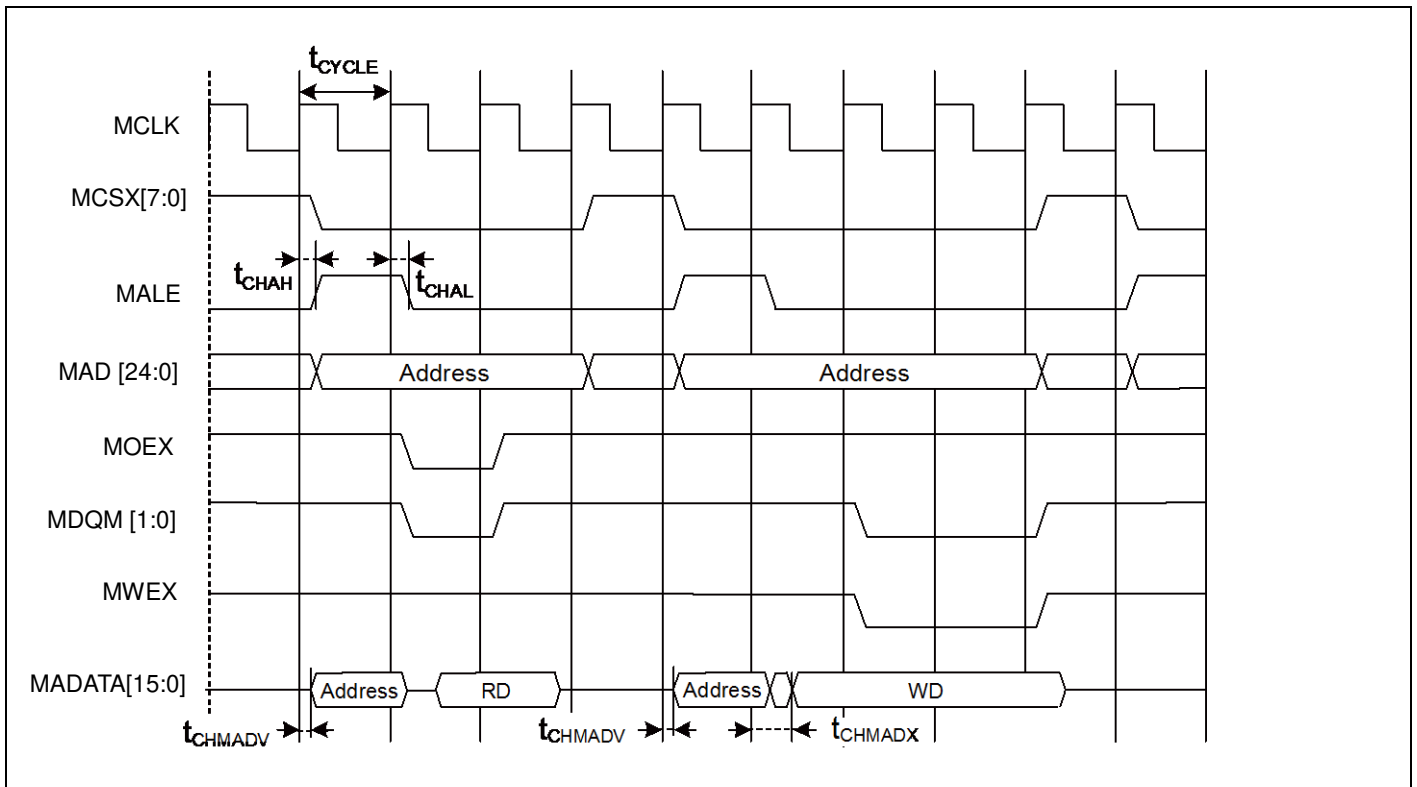 tCYCLE
MCLK
MCSX[7:0]
tCHAH
tCHAL
MALE
MAD [24:0]
Address
Address
MOEX
MDQM [1:0]
MWEX
MADATA[15:0]
Address
RD
Address
WD
tCHMADV
tCHMADV
tCHMADX